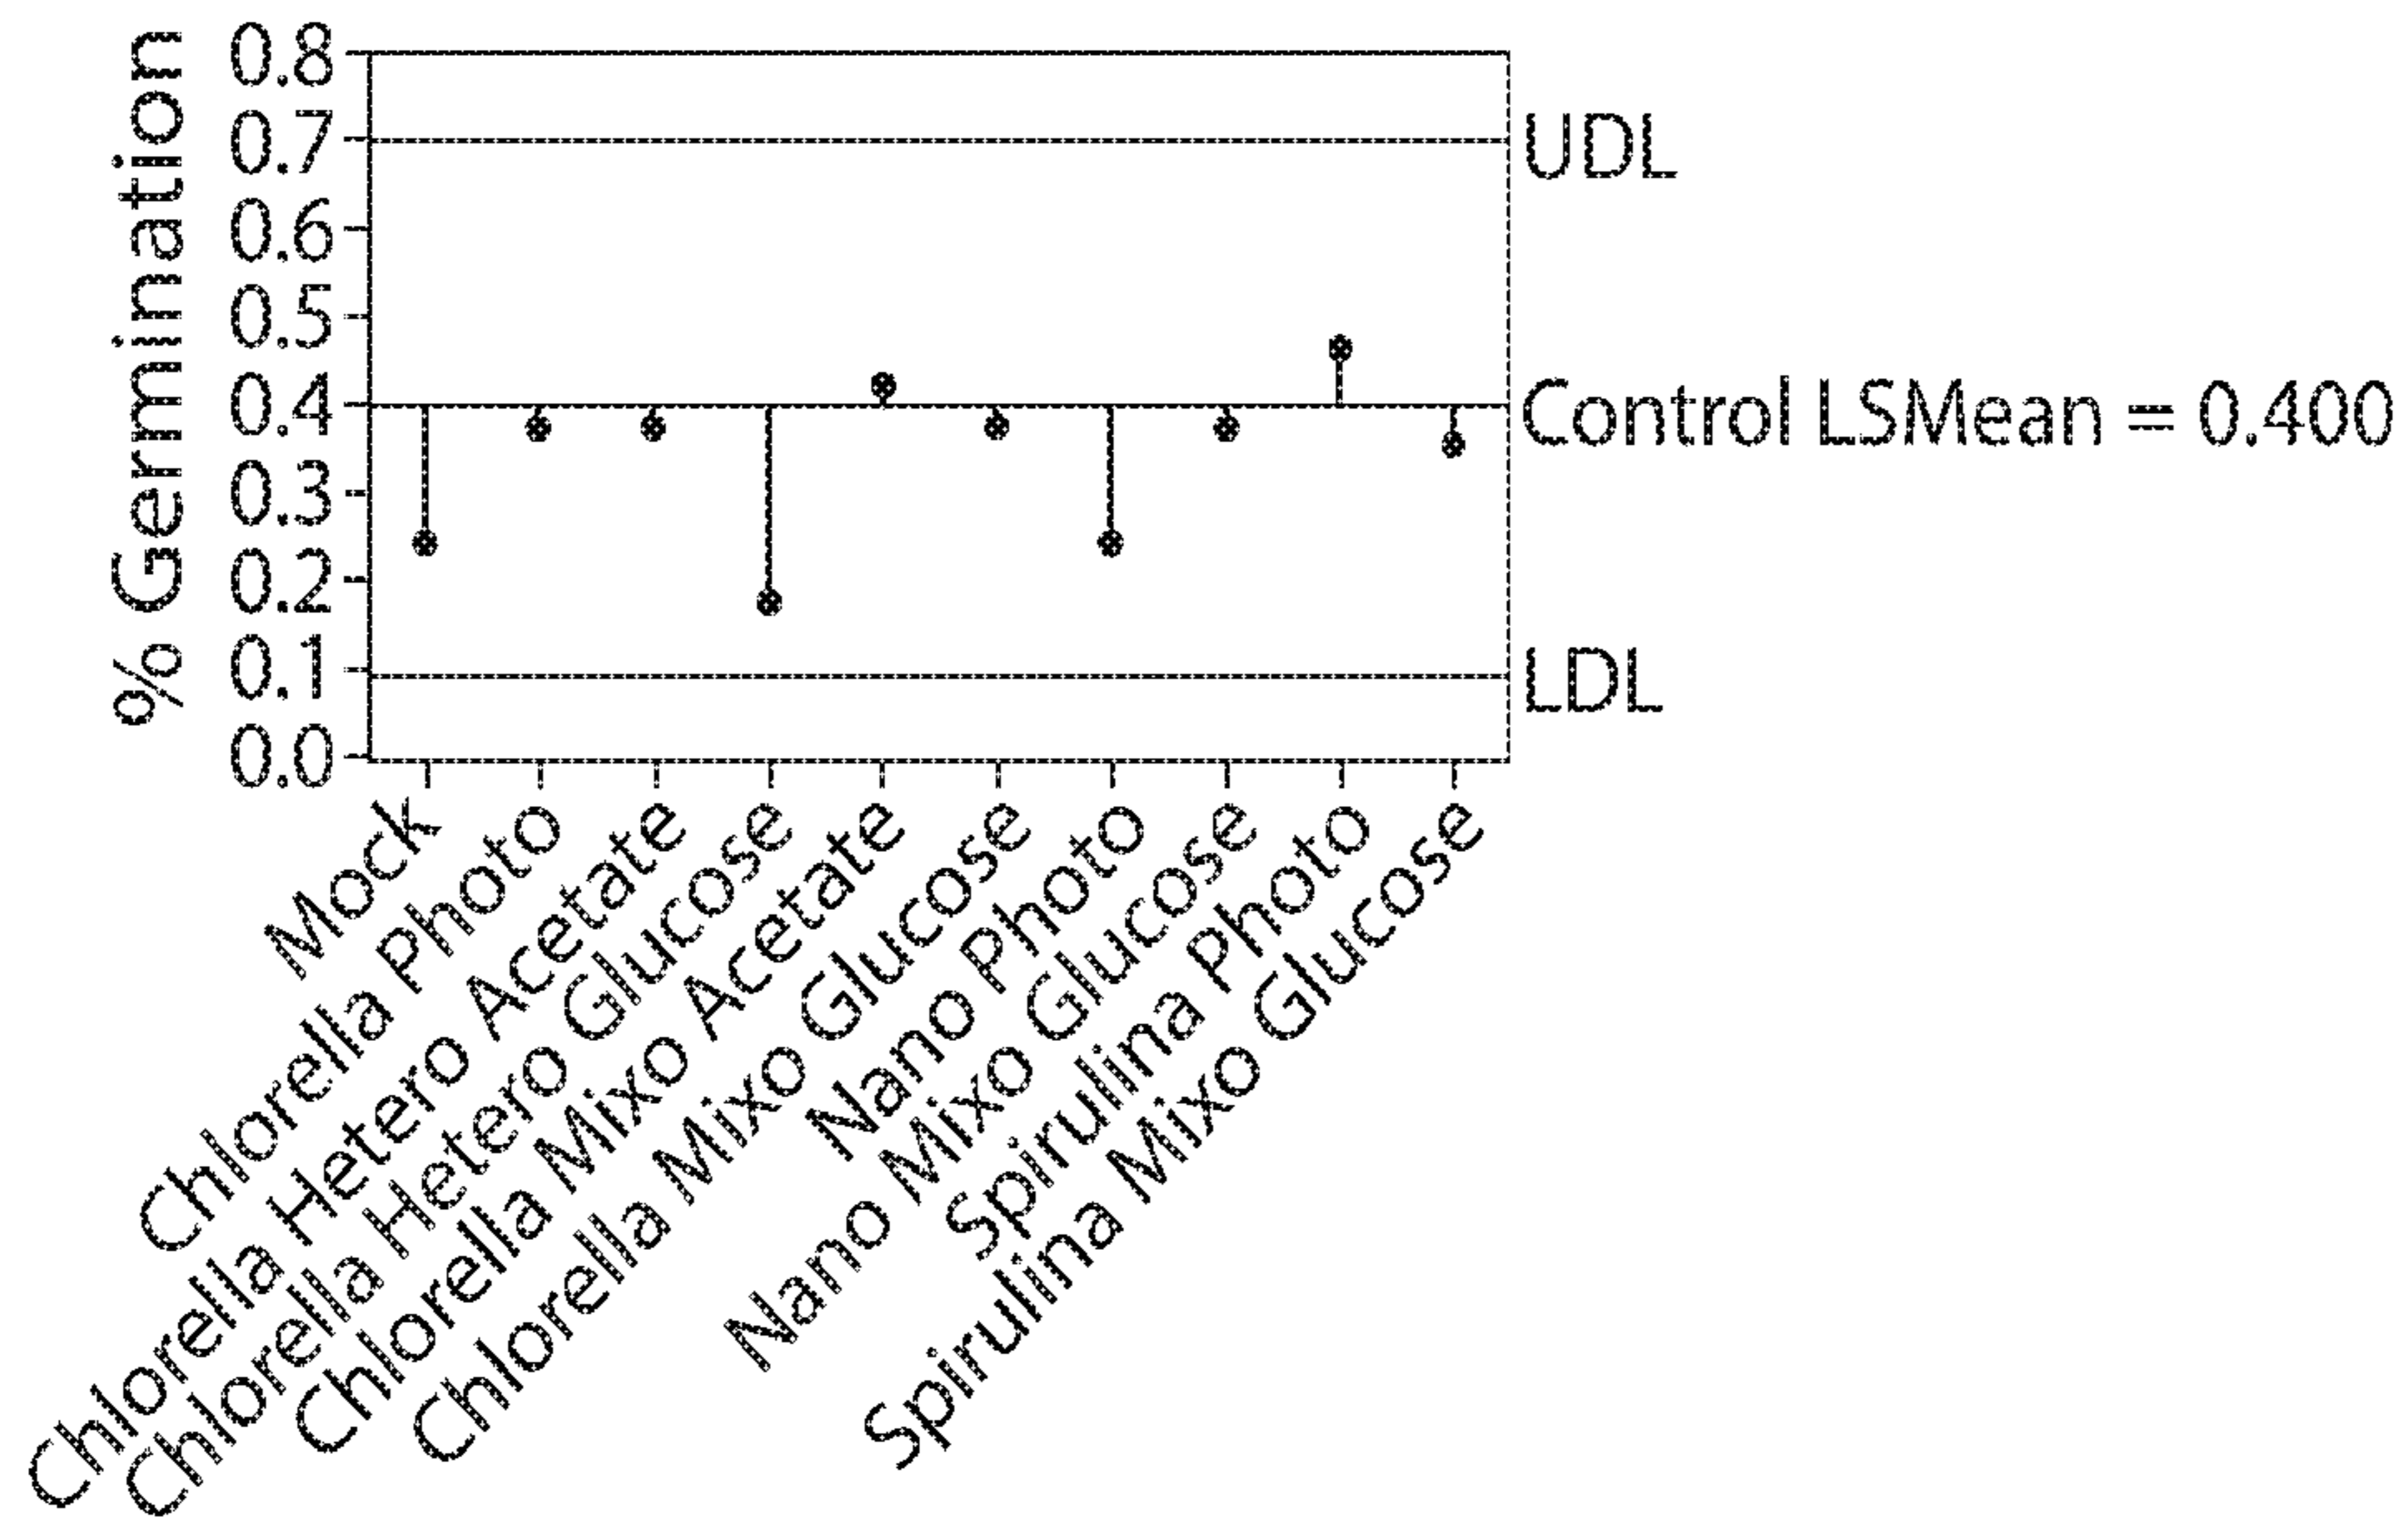 % Germination
0.8
0.7
0.6
0.5
0.4
0.3
0.2
0.1
0.0
UDL
Control LSMean = 0.400
LDL
Mock
Chlorella Photo
Chlorella Hetero Acetate
Chlorella Hetero Glucose
Chlorella Mixo Acetate
Chlorella Mixo Glucose
Nano Photo
Nano Mixo Glucose
Spirulina Photo
Spirulina Mixo Glucose